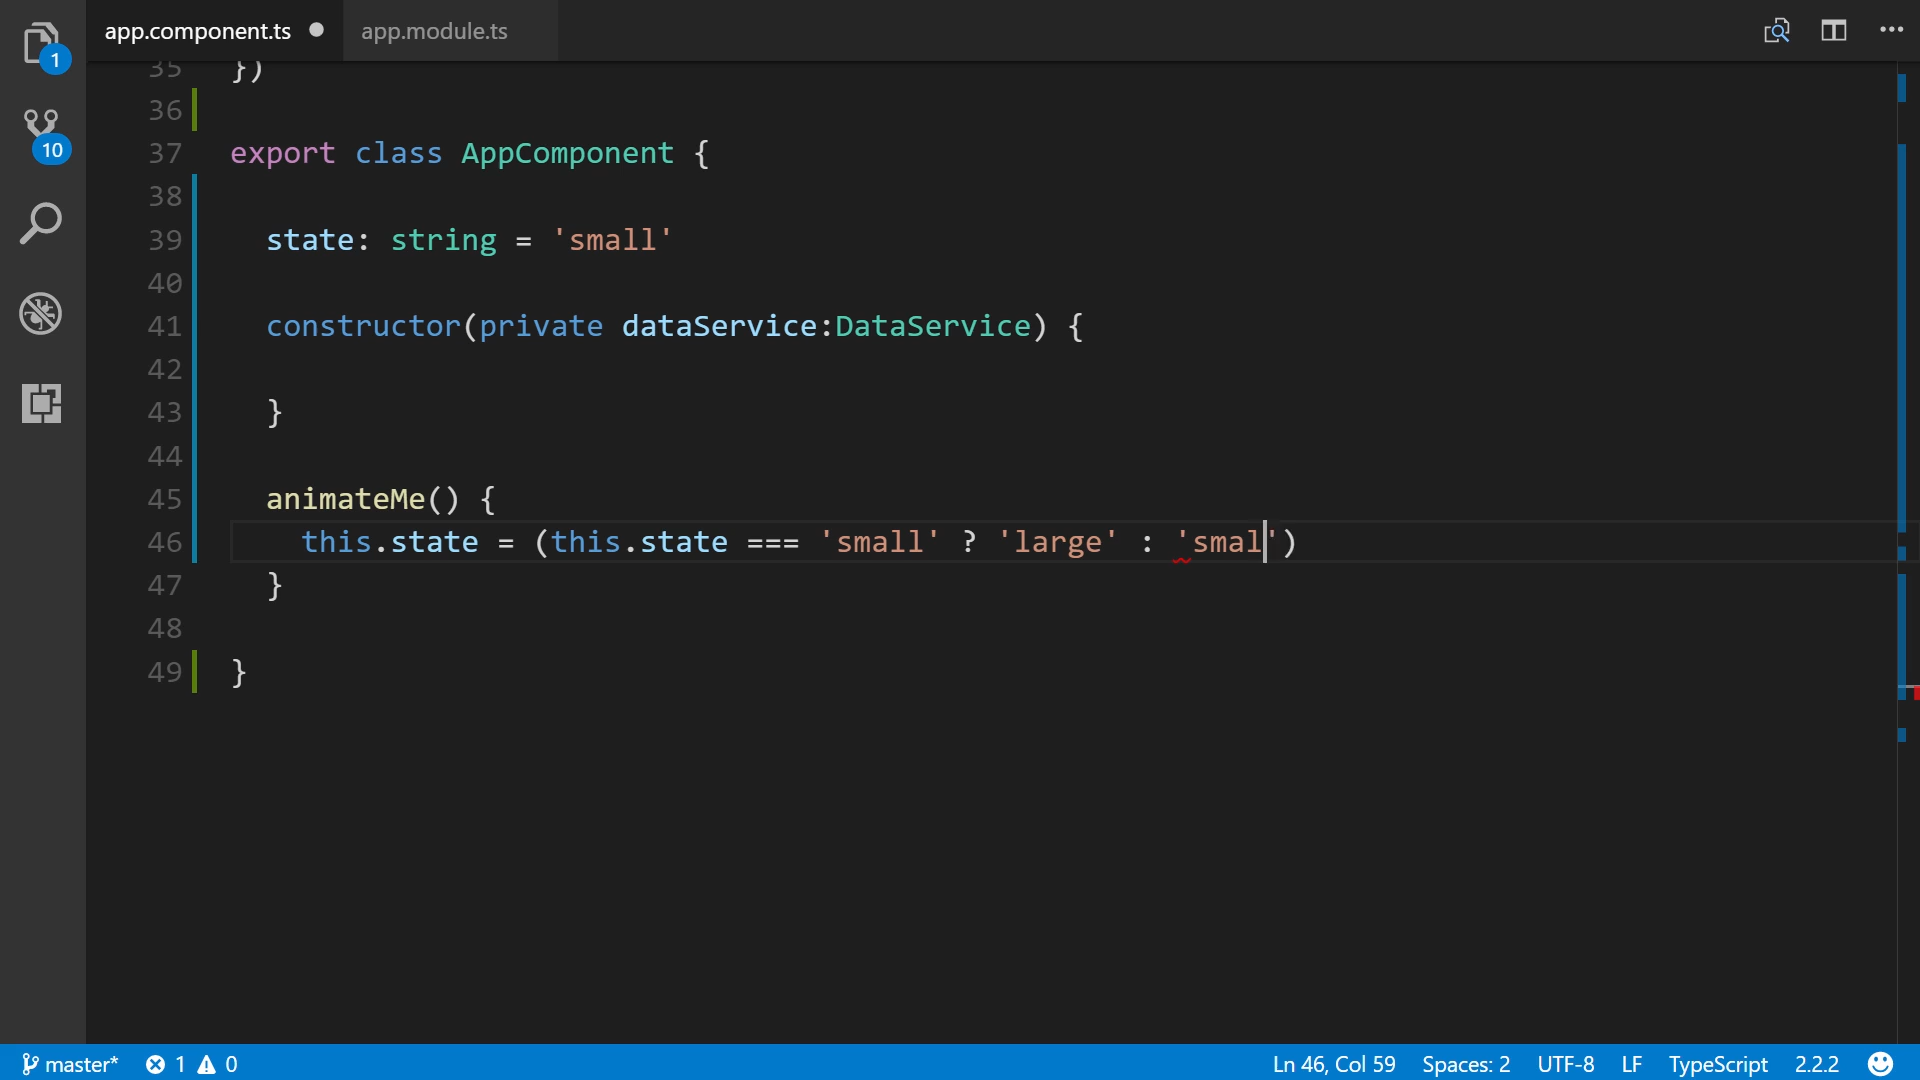 app.component.ts
app.module.ts
1
10
35 })
36
37 export class AppComponent {
38
39 state: string = 'small'
40
41 constructor(private dataService:DataService) {
42
43 }
44
45 animateMe() {
46 this.state = (this.state === 'small' ? 'large' : 'smal')
47 }
48
49 }
master* 1 0 Ln 46, Col 59 Spaces: 2 UTF-8 LF TypeScript 2.2.2